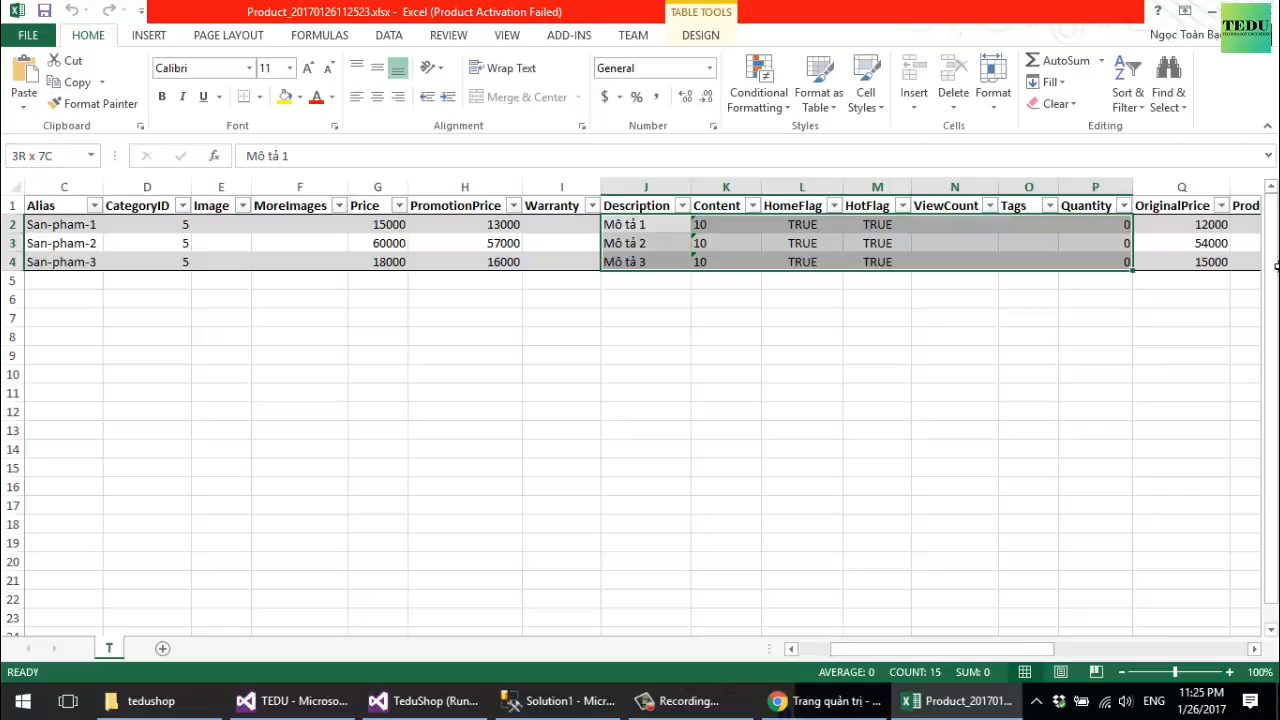 Product_20170126112523.xlsx - Excel (Product Activation Failed)
TABLE TOOLS
TEDU
FILE HOME INSERT PAGE LAYOUT FORMULAS DATA REVIEW VIEW ADD-INS TEAM DESIGN
Ngọc Toàn
Paste
Cut
Copy
Format Painter
Clipboard
Calibri 11
B I U
Font
Wrap Text
Merge & Center
Alignment
General
$ % ,
Number
Conditional Formatting
Format as Table
Cell Styles
Styles
Insert Delete Format
Cells
AutoSum
Fill
Clear
Sort & Filter
Find & Select
Editing
3R x 7C
fx
Mô tả 1
C D E F G H I J K L M N O P Q
1 Alias CategoryID Image MoreImages Price PromotionPrice Warranty Description Content HomeFlag HotFlag ViewCount Tags Quantity OriginalPrice Prod
2 San-pham-1 5 15000 13000 Mô tả 1 10 TRUE TRUE 0 12000
3 San-pham-2 5 60000 57000 Mô tả 2 10 TRUE TRUE 0 54000
4 San-pham-3 5 18000 16000 Mô tả 3 10 TRUE TRUE 0 15000
5
6
7
8
9
10
11
12
13
14
15
16
17
18
19
20
21
22
23
T
READY
AVERAGE: 0 COUNT: 15 SUM: 0
100%
tedushop
TEDU - Microso...
TeduShop (Run...
Solution1 - Micr...
Recording...
Trang quản trị - ...
Product_201701...
ENG
11:25 PM
1/26/2017